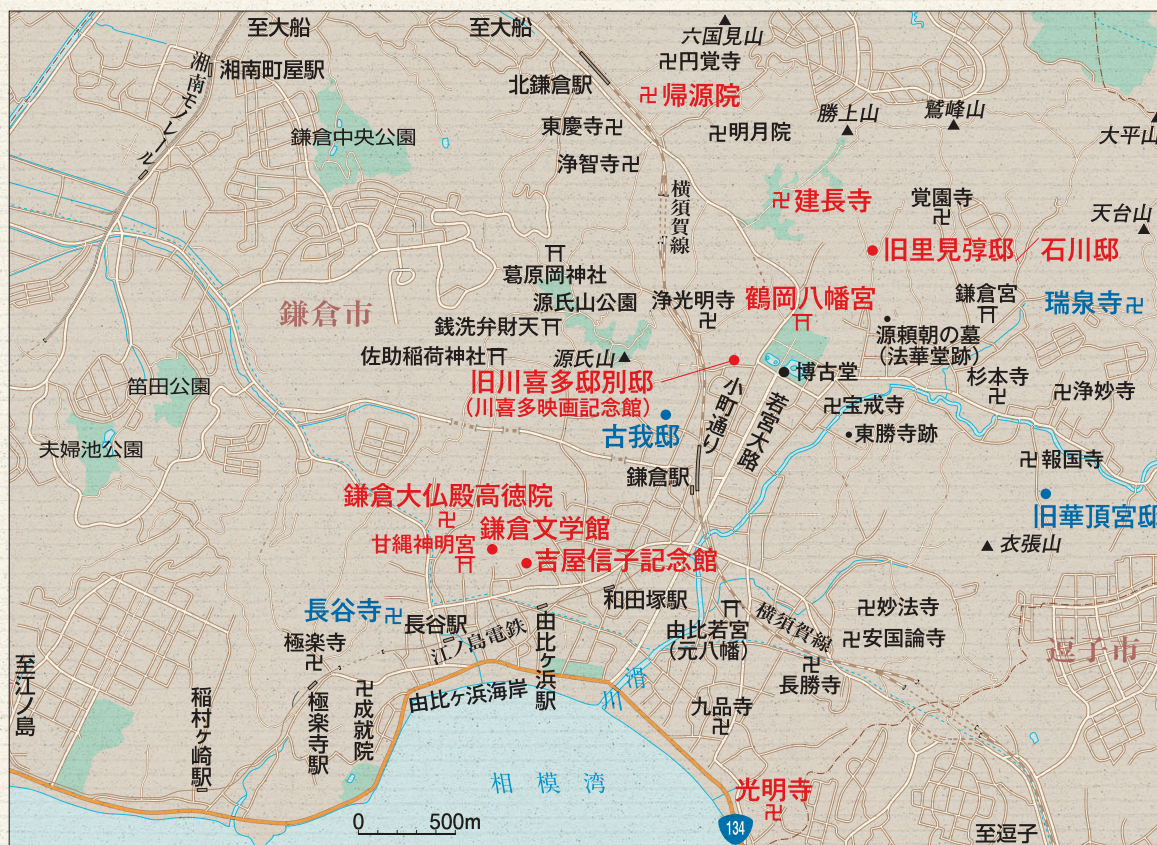 至大船
至大船
六国見山
円覚寺
湘南モノレール
湘南町屋駅
北鎌倉駅
帰源院
勝上山
鷲峰山
東慶寺
明月院
大平山
鎌倉中央公園
浄智寺
横須賀線
建長寺
覚園寺
天台山
旧里見弴邸/石川邸
葛原岡神社
源氏山公園
浄光明寺
鶴岡八幡宮
鎌倉宮
瑞泉寺
鎌倉市
銭洗弁財天
源頼朝の墓
(法華堂跡)
佐助稲荷神社
源氏山
博古堂
杉本寺
浄妙寺
笛田公園
旧川喜多邸別邸
(川喜多映画記念館)
小町通り
若宮大路
宝戒寺
古我邸
東勝寺跡
夫婦池公園
報国寺
鎌倉駅
鎌倉大仏殿高徳院
旧華頂宮邸
鎌倉文学館
甘縄神明宮
衣張山
吉屋信子記念館
和田塚駅
長谷寺
長谷駅
江ノ島電鉄
由比ヶ浜駅
由比若宮
(元八幡)
横須賀線
妙法寺
安国論寺
逗子市
極楽寺
至江ノ島
長勝寺
滑川
由比ヶ浜海岸
成就院
極楽寺駅
稲村ヶ崎駅
九品寺
相模湾
光明寺
0 500m
134
至逗子